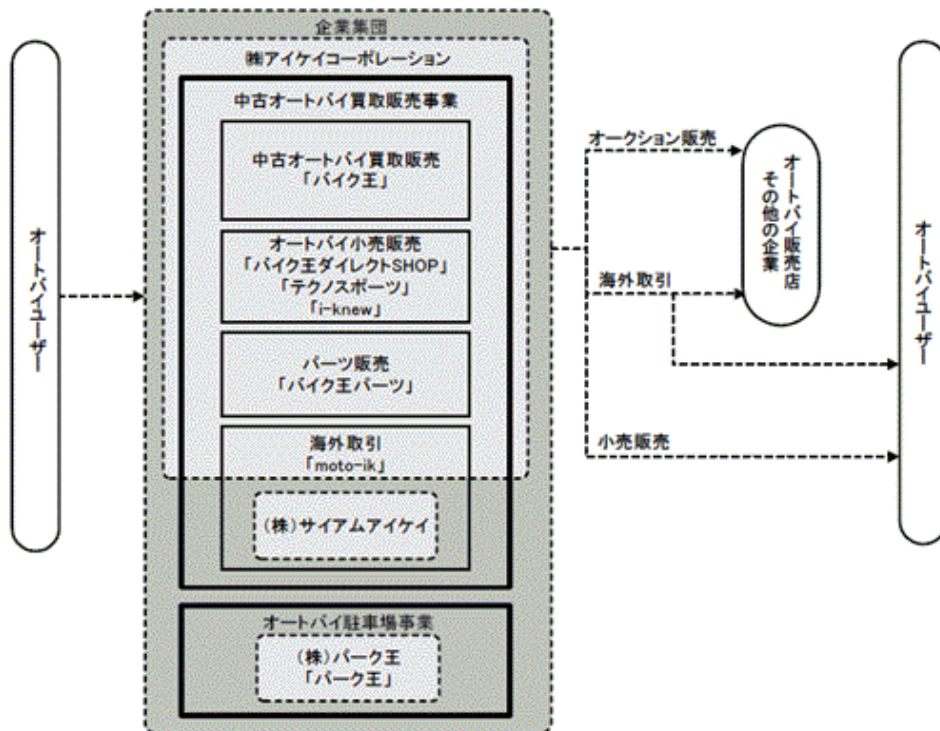 企業集団
㈱アイケイコーポレーション
中古オートバイ買取販売事業
中古オートバイ買取販売
「バイク王」
オートバイ小売販売
「バイク王ダイレクトSHOP」
「テクノスポーツ」
「i-knew」
パーツ販売
「バイク王パーツ」
海外取引
「moto-ik」
(株)サイアムアイケイ
オートバイ駐車場事業
(株)パーク王
「パーク王」
オートバイユーザー
オークション販売
海外取引
小売販売
オートバイ販売店
その他の企業
オートバイユーザー